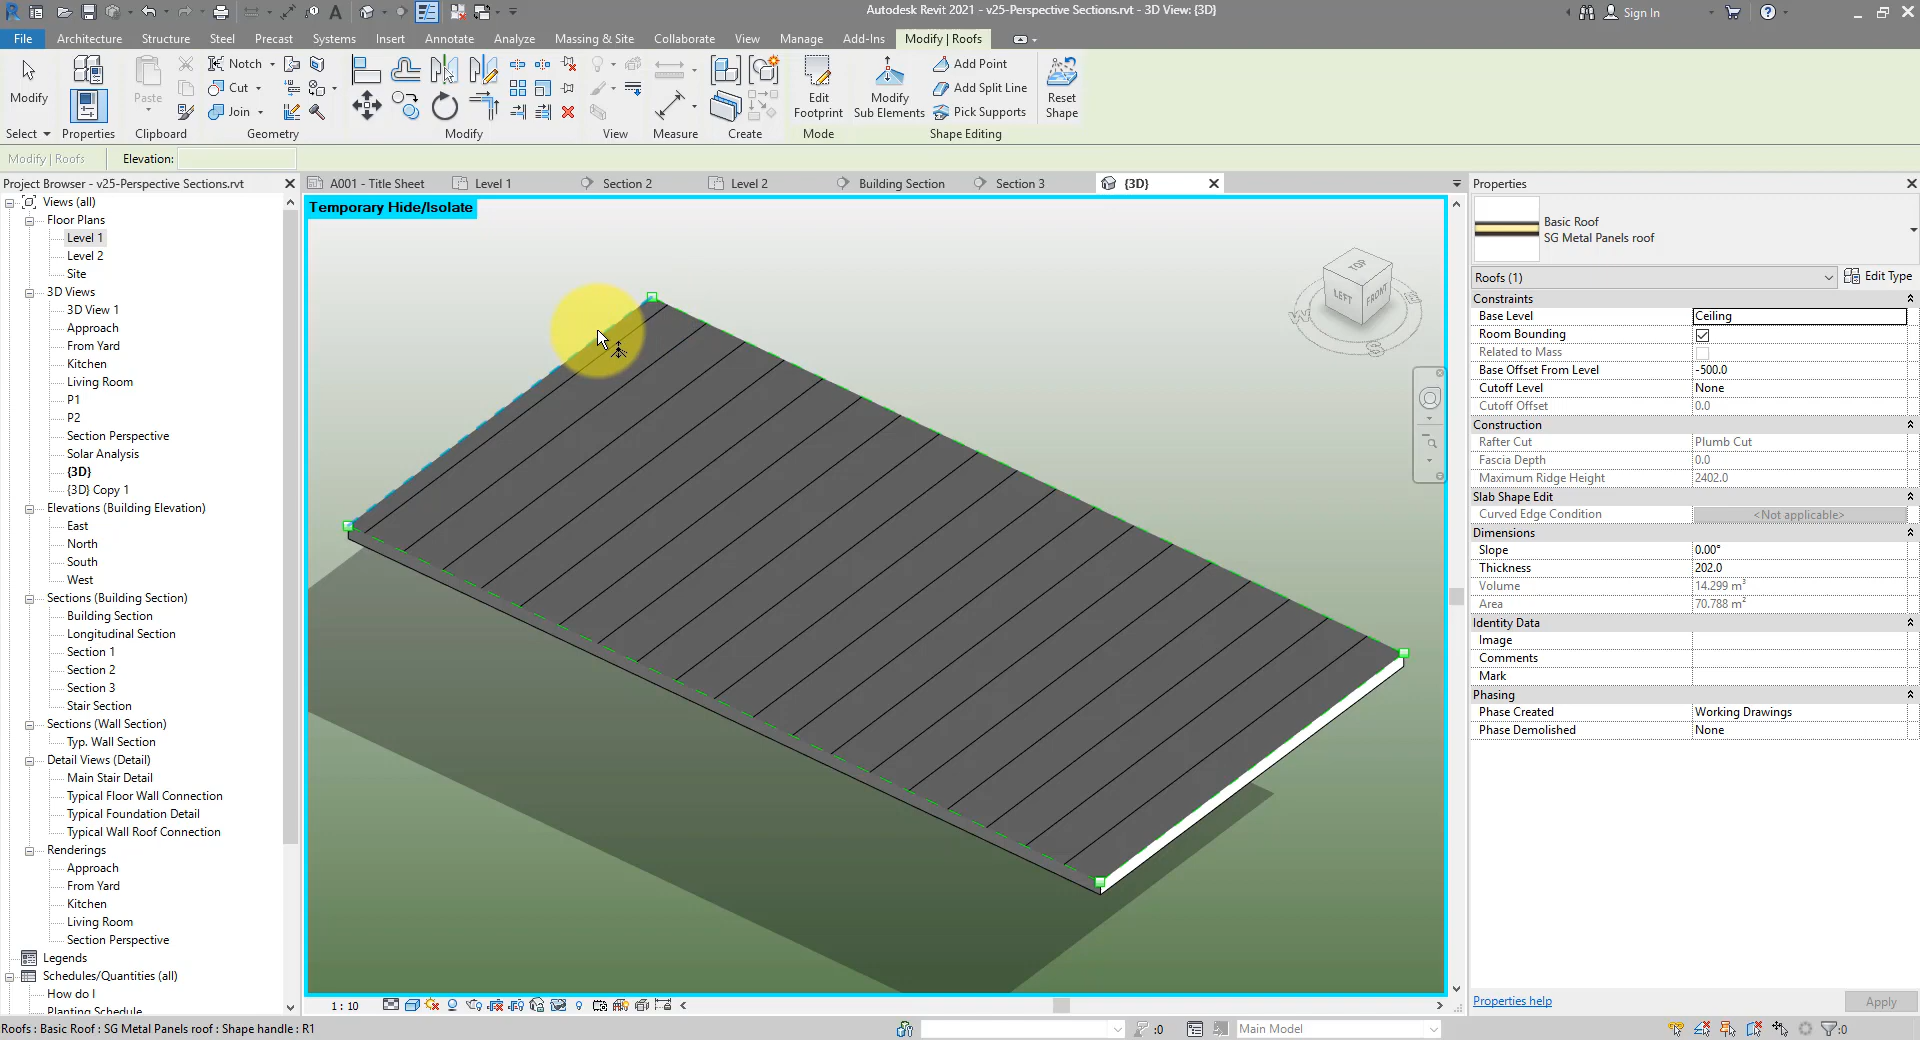 Autodesk Revit 2021 - v25-Perspective Sections.rvt - 3D View: {3D}
Sign In
File
Architecture
Structure
Steel
Precast
Systems
Insert
Annotate
Analyze
Massing & Site
Collaborate
View
Manage
Add-Ins
Modify | Roofs
Modify
Select
Properties
Paste
Clipboard
Notch
Cut
Join
Geometry
Modify
View
Measure
Create
Edit
Footprint
Mode
Modify
Sub Elements
Add Point
Add Split Line
Pick Supports
Shape Editing
Reset
Shape
Modify | Roofs
Elevation:
Project Browser - v25-Perspective Sections.rvt
A001 - Title Sheet
Level 1
Section 2
Level 2
Building Section
Section 3
{3D}
Views (all)
Floor Plans
Level 1
Level 2
Site
3D Views
3D View 1
Approach
From Yard
Kitchen
Living Room
P1
P2
Section Perspective
Solar Analysis
{3D}
{3D} Copy 1
Elevations (Building Elevation)
East
North
South
West
Sections (Building Section)
Building Section
Longitudinal Section
Section 1
Section 2
Section 3
Stair Section
Sections (Wall Section)
Typ. Wall Section
Detail Views (Detail)
Main Stair Detail
Typical Floor Wall Connection
Typical Foundation Detail
Typical Wall Roof Connection
Renderings
Approach
From Yard
Kitchen
Living Room
Section Perspective
Legends
Schedules/Quantities (all)
How do I
Planting Schedule
Temporary Hide/Isolate
TOP
LEFT
FRONT
W
S
E
1 : 10
Properties
Basic Roof
SG Metal Panels roof
Roofs (1)
Edit Type
Constraints
Base Level Ceiling
Room Bounding
Related to Mass
Base Offset From Level -500.0
Cutoff Level None
Cutoff Offset 0.0
Construction
Rafter Cut Plumb Cut
Fascia Depth 0.0
Maximum Ridge Height 2402.0
Slab Shape Edit
Curved Edge Condition <Not applicable>
Dimensions
Slope 0.00°
Thickness 202.0
Volume 14.299 m³
Area 70.788 m²
Identity Data
Image
Comments
Mark
Phasing
Phase Created Working Drawings
Phase Demolished None
Properties help
Apply
Roofs : Basic Roof : SG Metal Panels roof : Shape handle : R1
:0
Main Model
:0